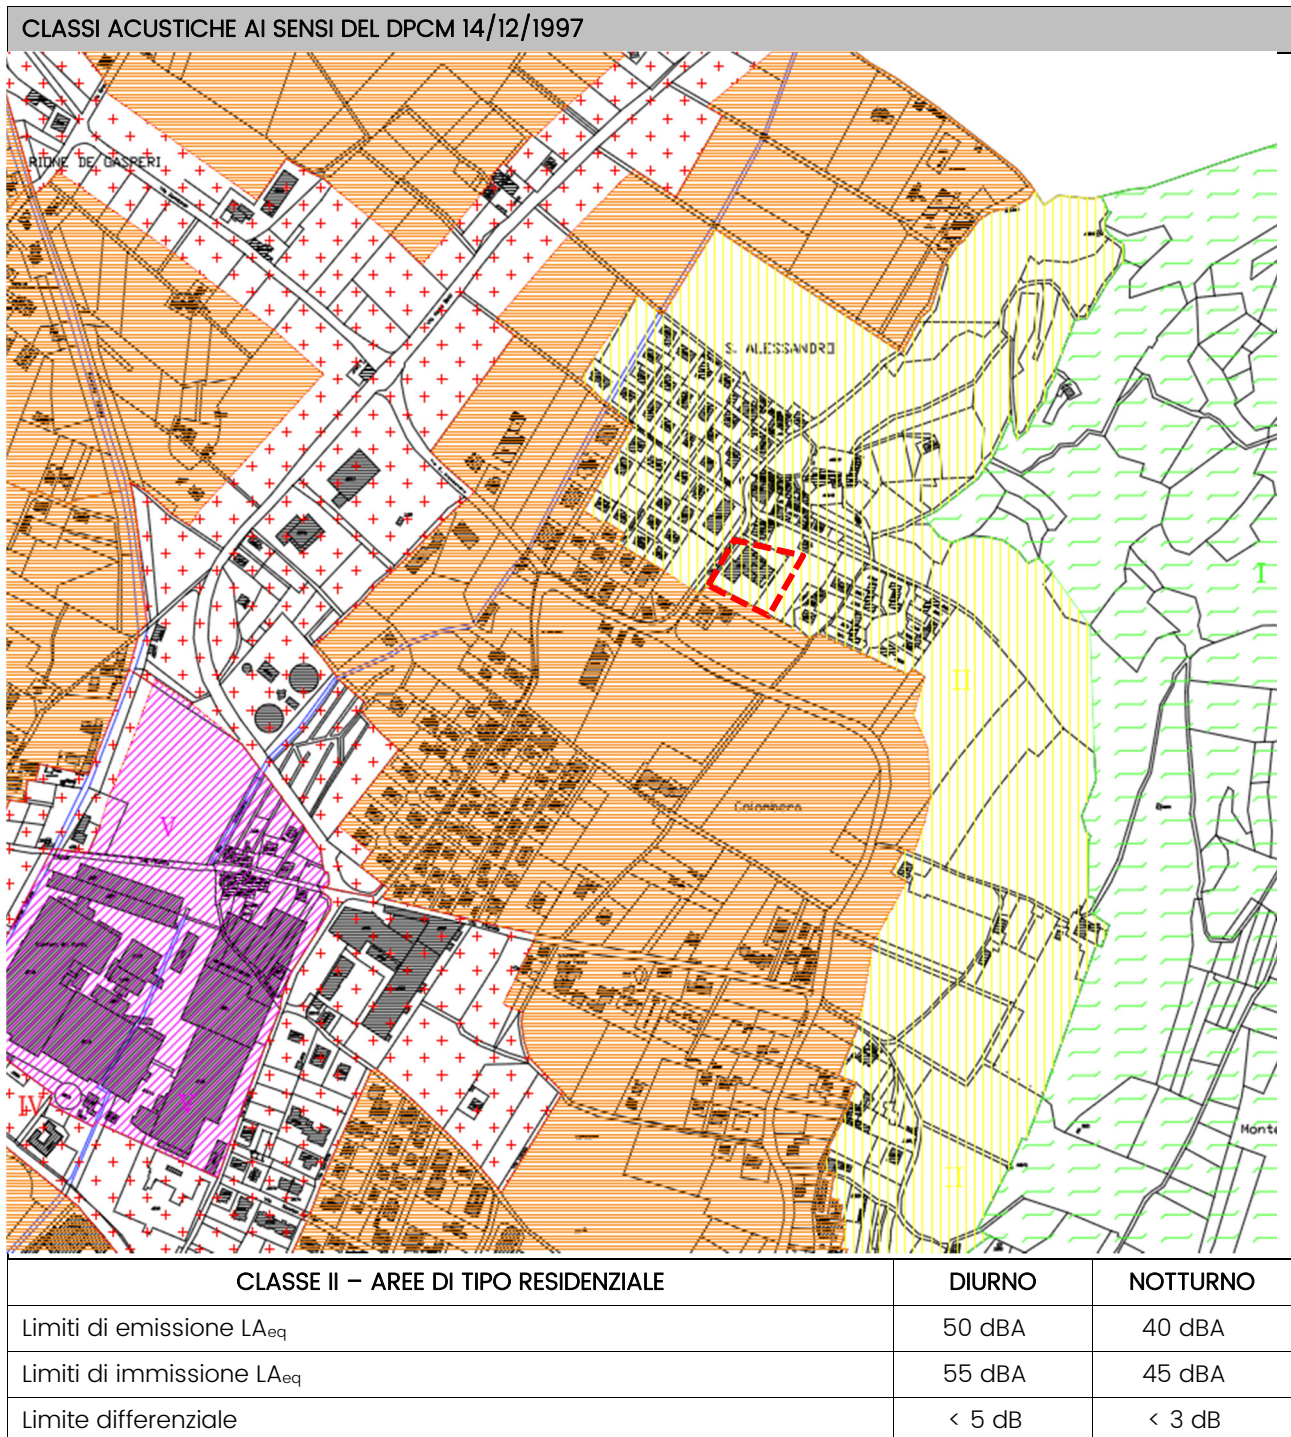 CLASSI ACUSTICHE AI SENSI DEL DPCM 14/12/1997
RIONE DE GASPERI
S. ALESSANDRO
I
II
Colombera
V
IV
Monte
II
CLASSE II – AREE DI TIPO RESIDENZIALE DIURNO NOTTURNO
Limiti di emissione LAeq 50 dBA 40 dBA
Limiti di immissione LAeq 55 dBA 45 dBA
Limite differenziale < 5 dB < 3 dB